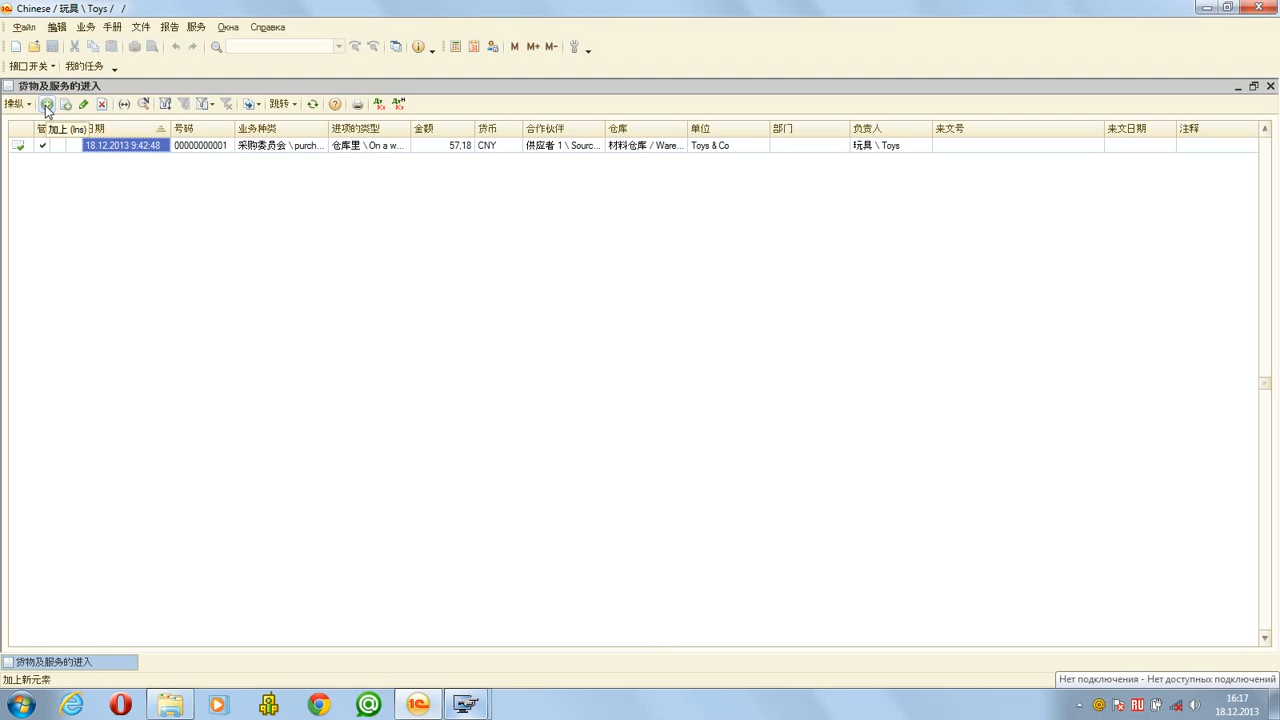 Chinese / 玩具 \ Toys / /
Файл 编辑 业务 手册 文件 报告 服务 Окна Справка
M M+ M-
接口开关 我的任务
货物及服务的进入
操纵 跳转
管 加上 (Ins) 日期 号码 业务种类 进项的类型 金额 货币 合作伙伴 仓库 单位 部门 负责人 来文号 来文日期 注释
18.12.2013 9:42:48 00000000001 采购委员会 \ purch... 仓库里 \ On a w... 57,18 CNY 供应者 1 \ Sourc... 材料仓库 / Ware... Toys & Co 玩具 \ Toys
货物及服务的进入
加上新元索
Нет подключения - Нет доступных подключений
RU 16:17
18.12.2013